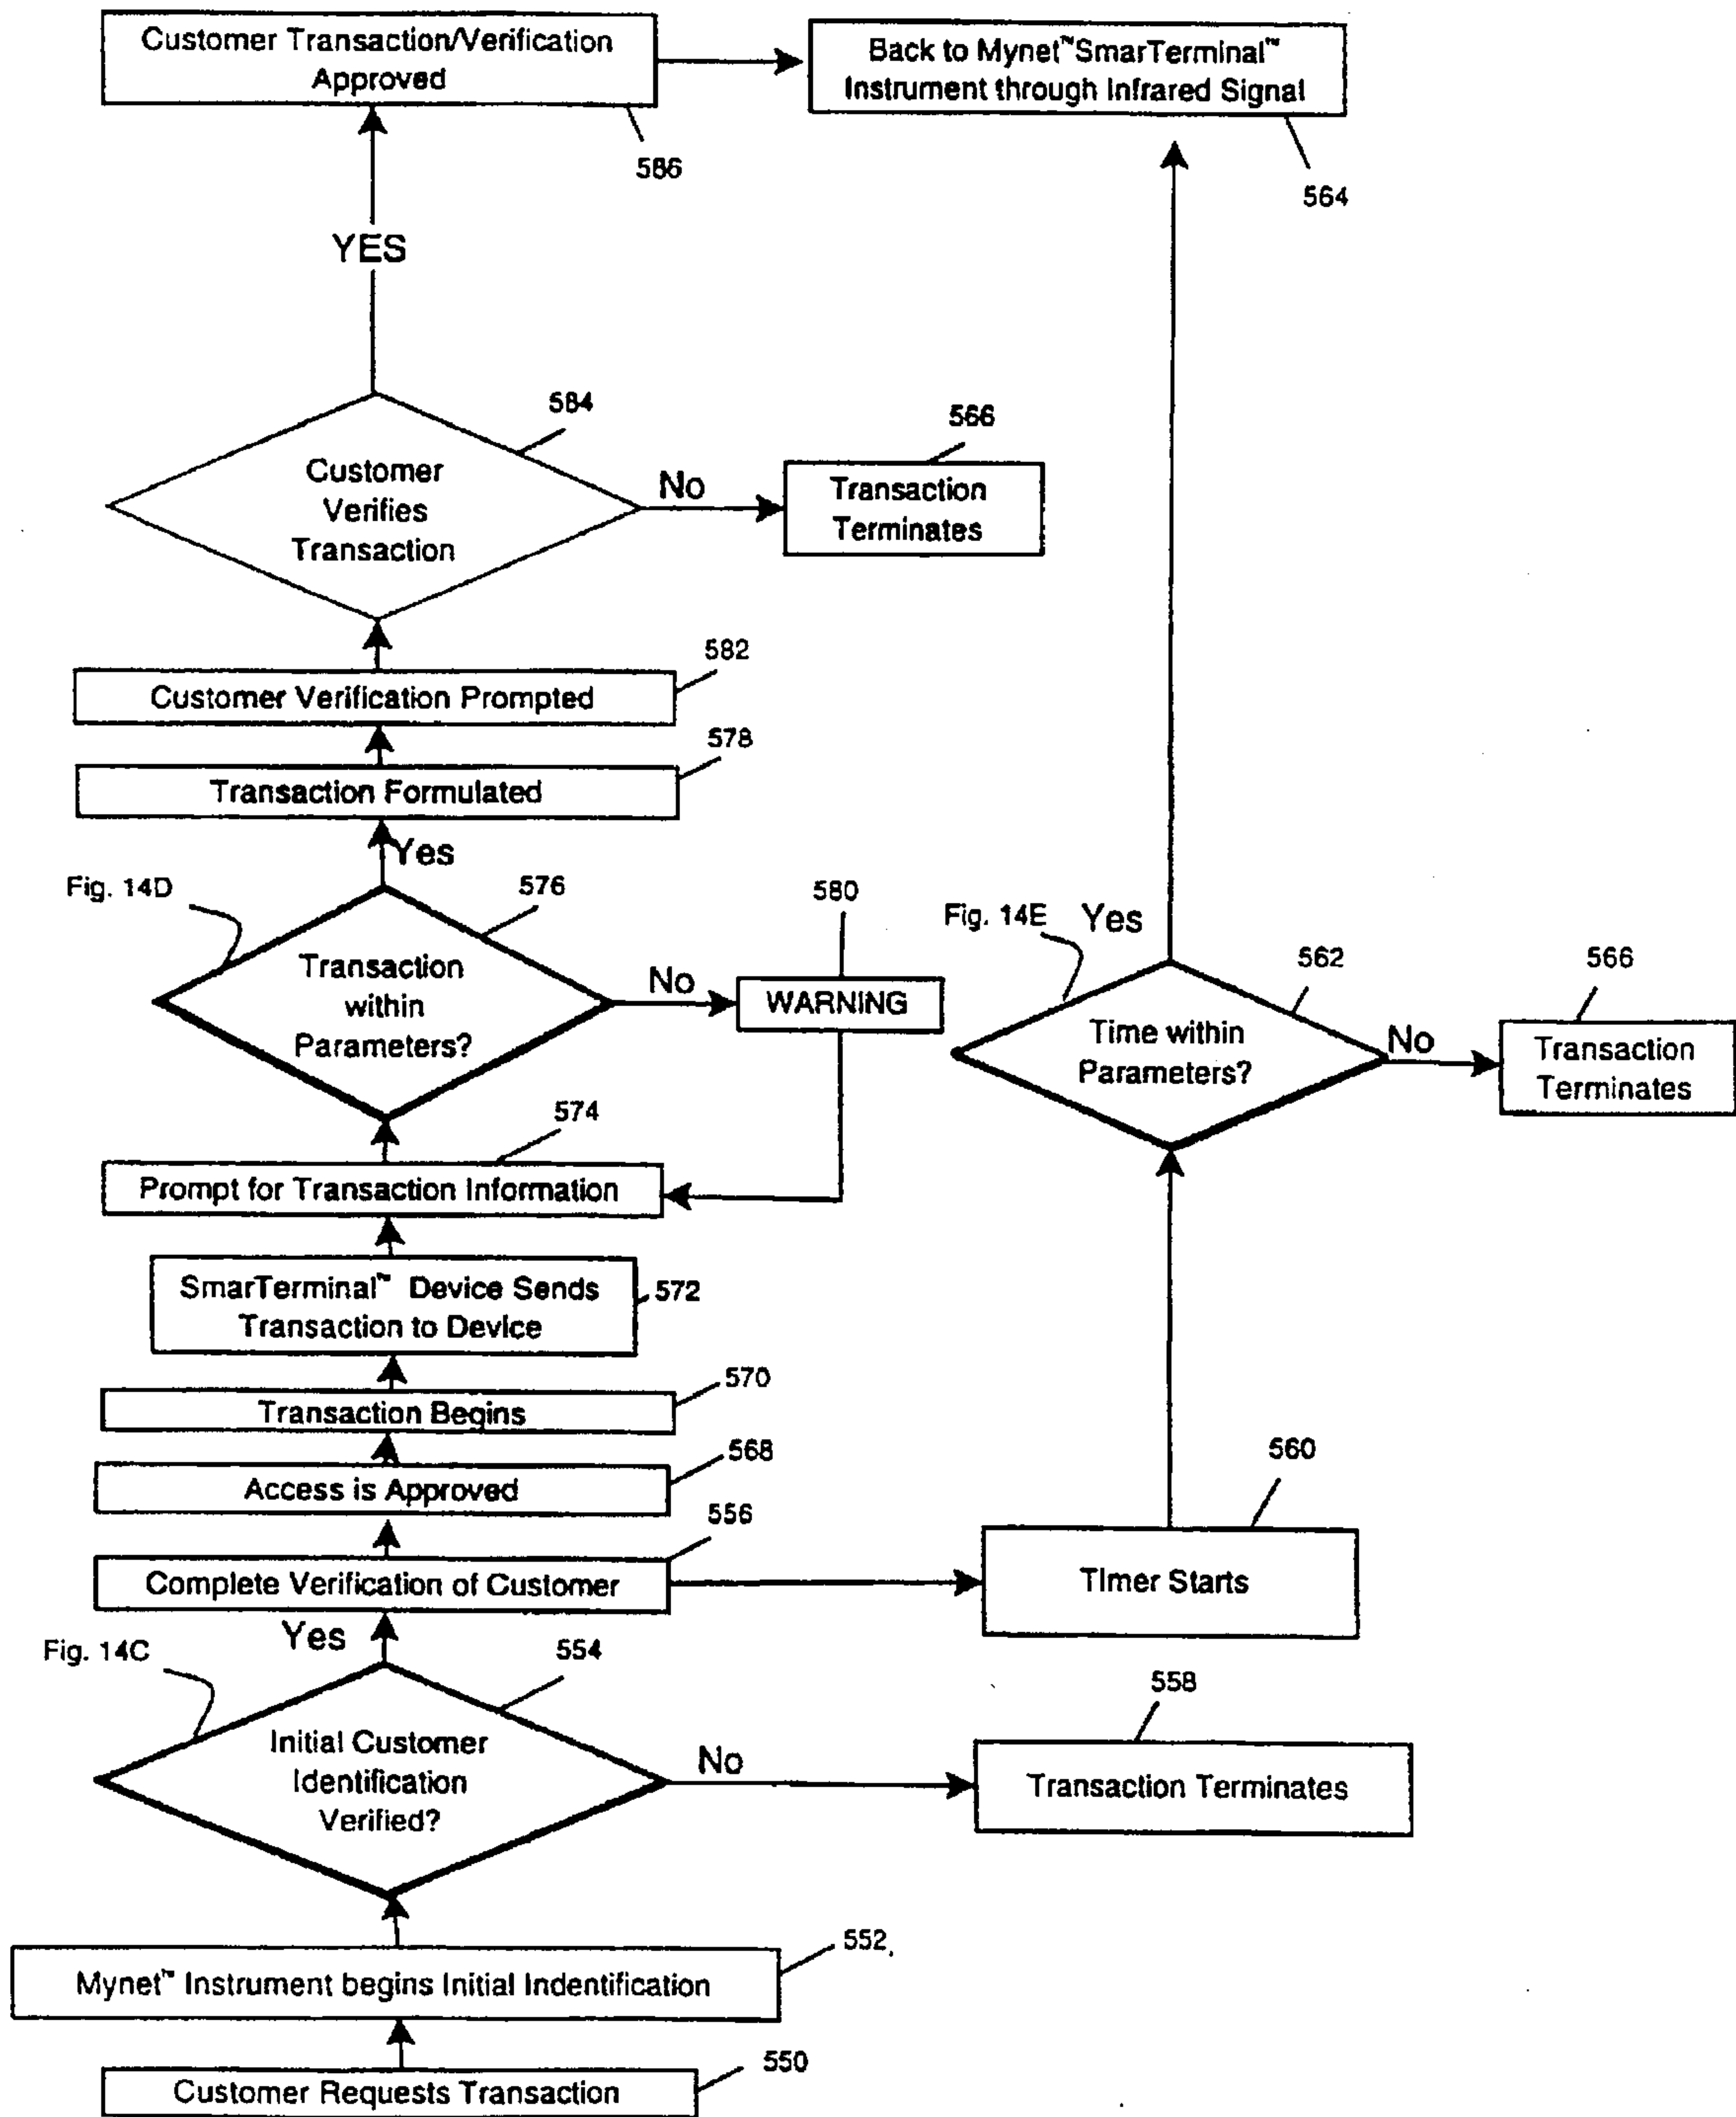 Customer Transaction/Verification
Approved
586
Back to Mynet™SmarTerminal™
Instrument through Infrared Signal
564
YES
584
Customer
Verifies
Transaction
No
566
Transaction
Terminates
582
Customer Verification Prompted
578
Transaction Formulated
Yes
Fig. 14D
576
Transaction
within
Parameters?
No
580
WARNING
Fig. 14E
Yes
562
Time within
Parameters?
No
566
Transaction
Terminates
574
Prompt for Transaction Information
SmarTerminal™ Device Sends
Transaction to Device
572
570
Transaction Begins
568
Access is Approved
556
Complete Verification of Customer
560
Timer Starts
Yes
Fig. 14C
554
Initial Customer
Identification
Verified?
No
558
Transaction Terminates
552
Mynet™ Instrument begins Initial Indentification
550
Customer Requests Transaction